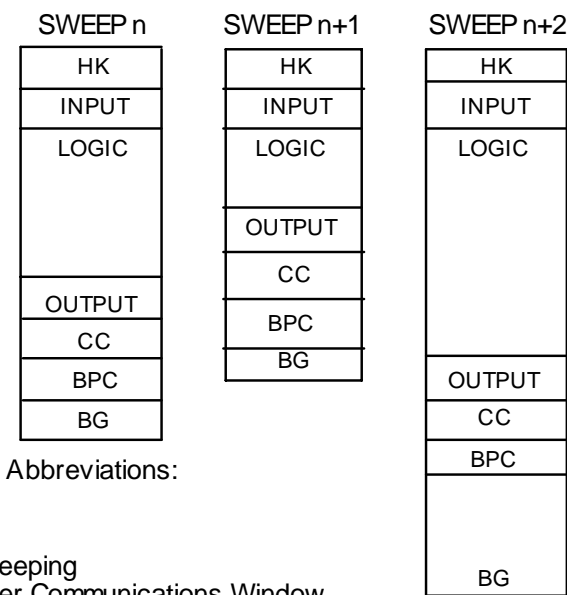 SWEEP n
HK
INPUT
LOGIC
OUTPUT
CC
BPC
BG
SWEEP n+1
HK
INPUT
LOGIC
OUTPUT
CC
BPC
BG
SWEEP n+2
HK
INPUT
LOGIC
OUTPUT
CC
BPC
BG
Abbreviations:
eeping
er Communications Window